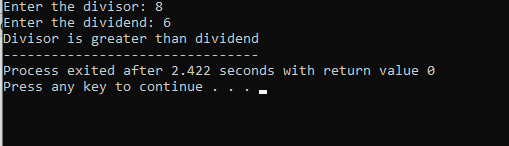 Enter the divisor: 8
Enter the dividend: 6
Divisor is greater than dividend
--------------------------------
Process exited after 2.422 seconds with return value 0
Press any key to continue . . .